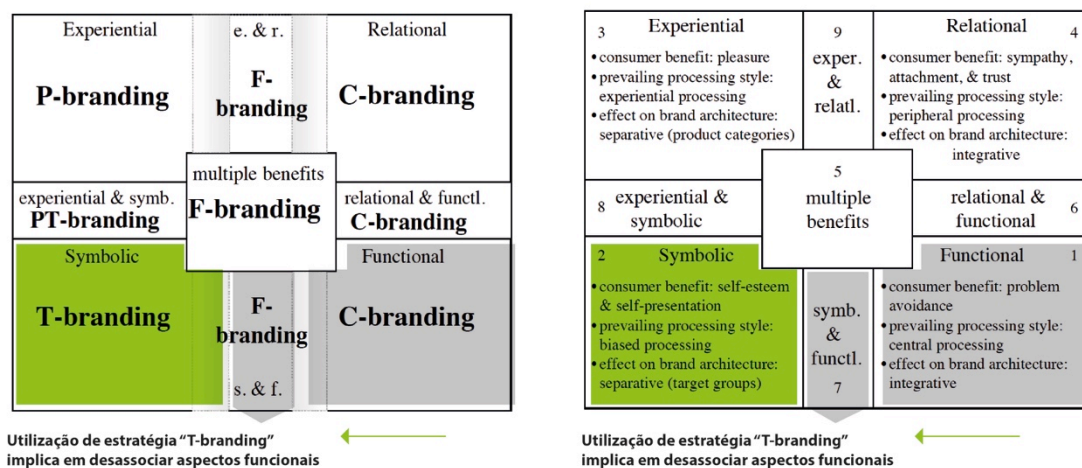 Experiential
P-branding
e. & r.
F-
branding
Relational
C-branding
multiple benefits
F-branding
experiential & symb.
PT-branding
relational & functl.
C-branding
Symbolic
T-branding
F-
branding
s. & f.
Functional
C-branding
Utilização de estratégia “T-branding”
implica em desassociar aspectos funcionais
3 Experiential
• consumer benefit: pleasure
• prevailing processing style:
experiential processing
• effect on brand architecture:
separative (product categories)
9
exper.
&
relatl.
Relational 4
• consumer benefit: sympathy,
attachment, & trust
• prevailing processing style:
peripheral processing
• effect on brand architecture:
integrative
8 experiential &
symbolic
5
multiple
benefits
relational &
functional 6
2 Symbolic
• consumer benefit: self-esteem
& self-presentation
• prevailing processing style:
biased processing
• effect on brand architecture:
separative (target groups)
symb.
&
functl.
7
Functional 1
• consumer benefit: problem
avoidance
• prevailing processing style:
central processing
• effect on brand architecture:
integrative
Utilização de estratégia “T-branding”
implica em desassociar aspectos funcionais